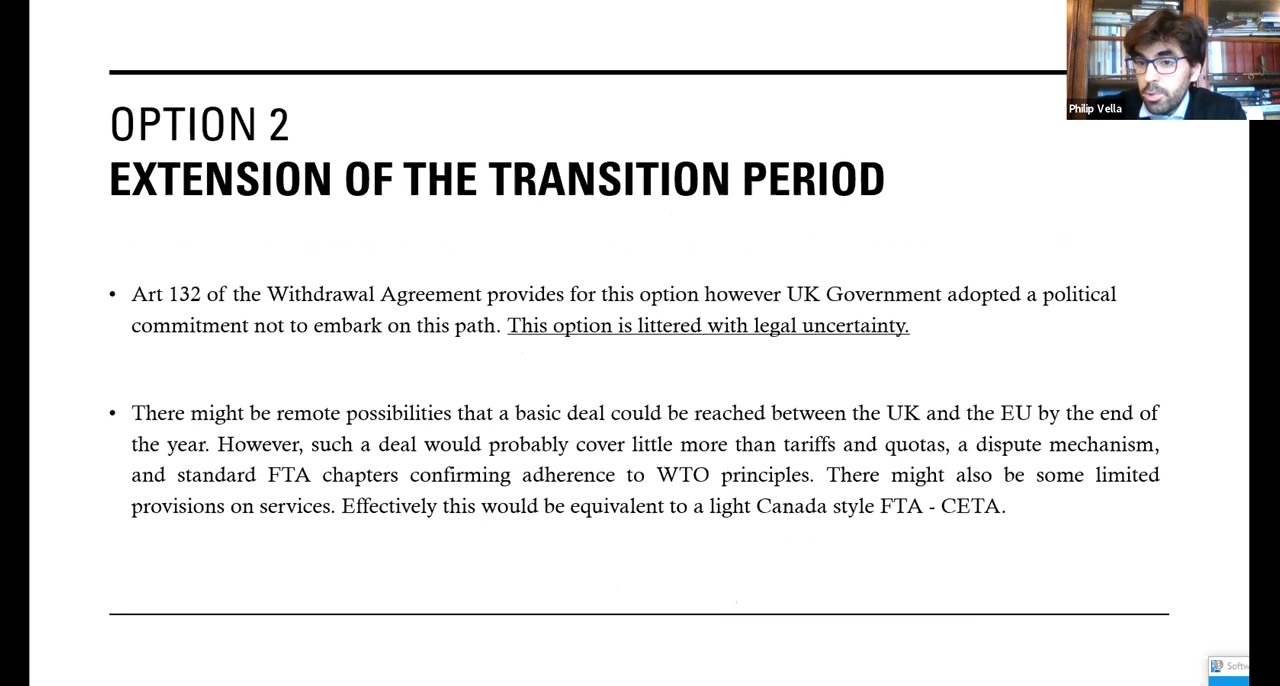 Philip Vella
OPTION 2
EXTENSION OF THE TRANSITION PERIOD
• Art 132 of the Withdrawal Agreement provides for this option however UK Government adopted a political
commitment not to embark on this path. This option is littered with legal uncertainty.
• There might be remote possibilities that a basic deal could be reached between the UK and the EU by the end of
the year. However, such a deal would probably cover little more than tariffs and quotas, a dispute mechanism,
and standard FTA chapters confirming adherence to WTO principles. There might also be some limited
provisions on services. Effectively this would be equivalent to a light Canada style FTA - CETA.